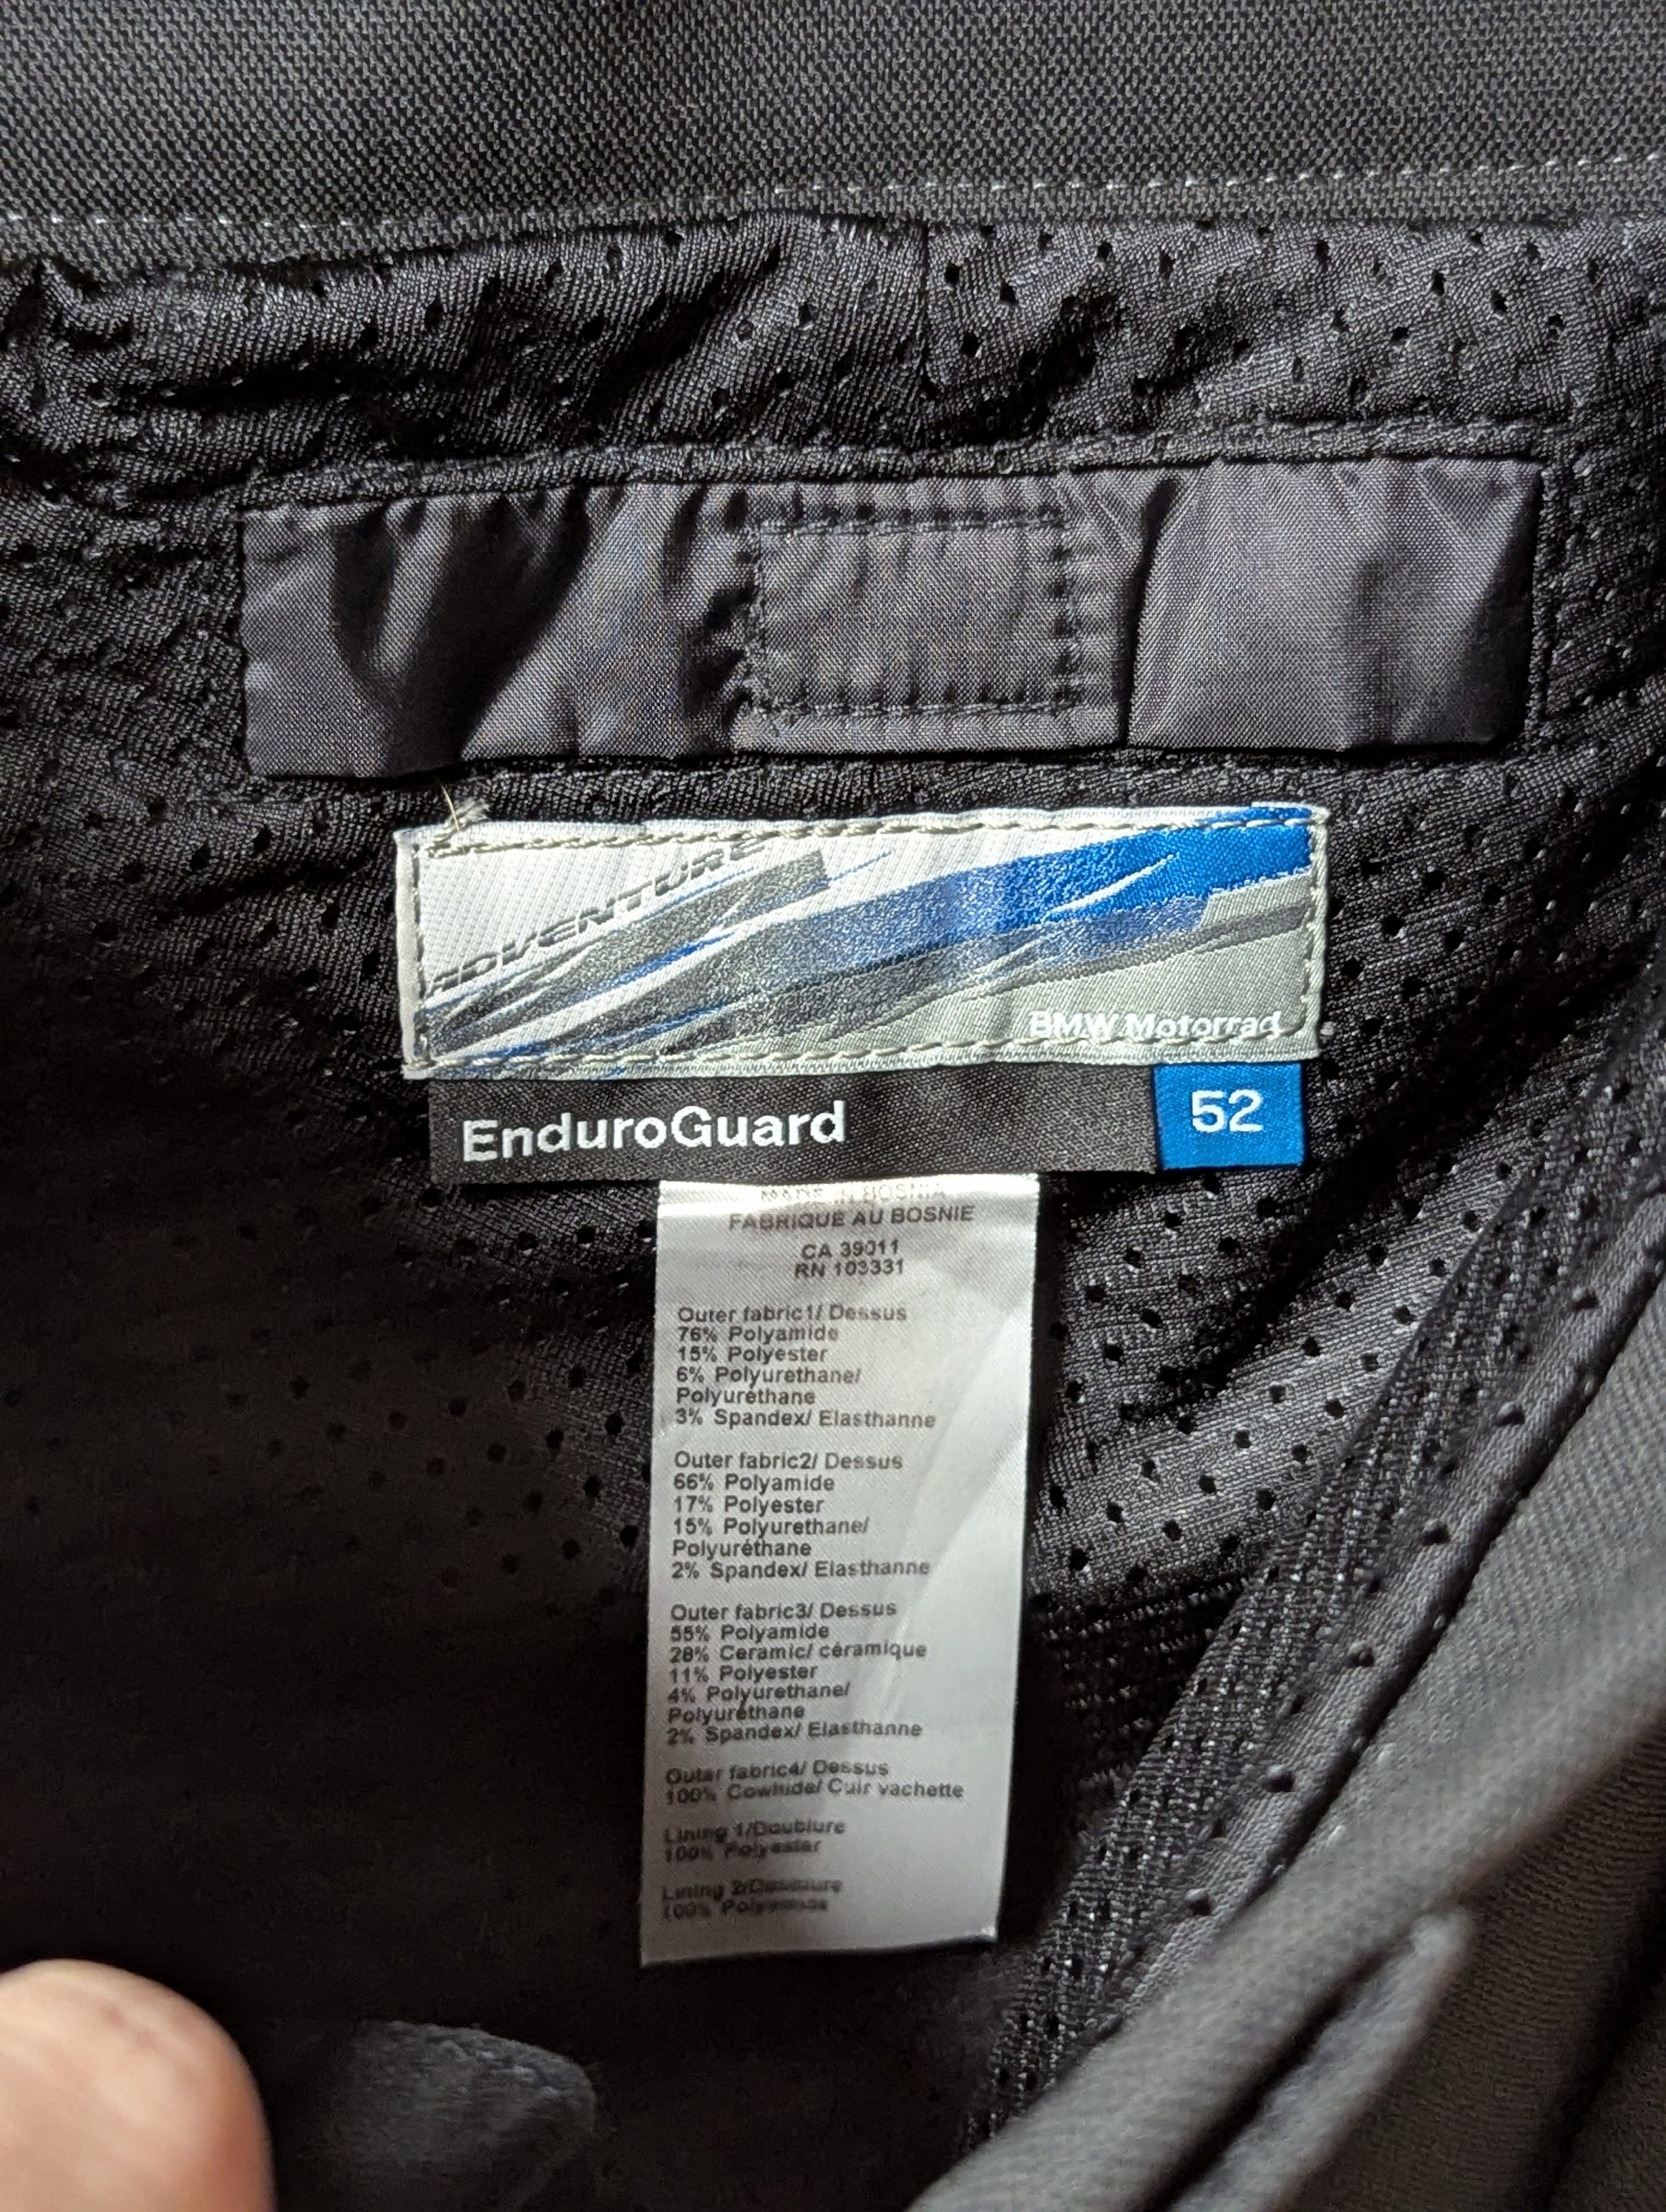 ADVENTURE
BMW Motorrad
EnduroGuard
52
MADE IN BOSNIA
FABRIQUE AU BOSNIE
CA 39011
RN 103331
Outer fabric1/ Dessus
76% Polyamide
15% Polyester
6% Polyurethane/
Polyuréthane
3% Spandex/ Elasthanne
Outer fabric2/ Dessus
66% Polyamide
17% Polyester
15% Polyurethane/
Polyuréthane
2% Spandex/ Elasthanne
Outer fabric3/ Dessus
55% Polyamide
28% Ceramic/ céramique
11% Polyester
4% Polyurethane/
Polyuréthane
2% Spandex/ Elasthanne
Outer fabric4/ Dessus
100% Cowhide/ Cuir vachette
Lining 1/Doublure
100% Polyester
Lining 2/Doublure
100% Polyamide